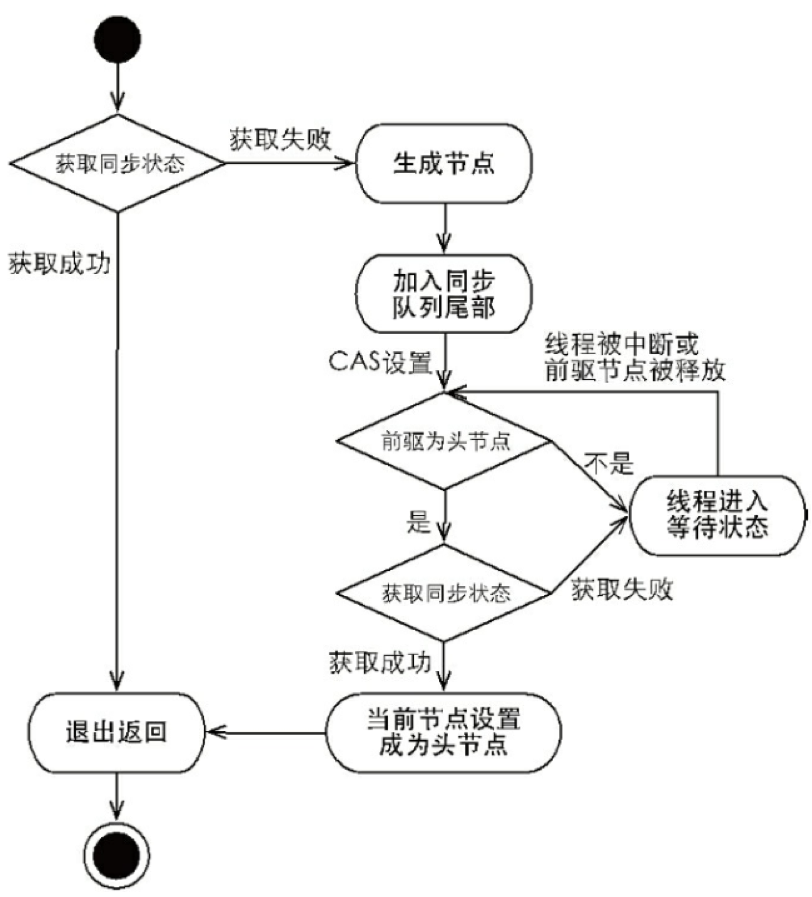 获取同步状态
获取失败
生成节点
获取成功
加入同步
队列尾部
CAS设置
线程被中断或
前驱节点被释放
前驱为头节点
不是
线程进入
等待状态
是
获取同步状态
获取失败
获取成功
退出返回
当前节点设置
成为头节点